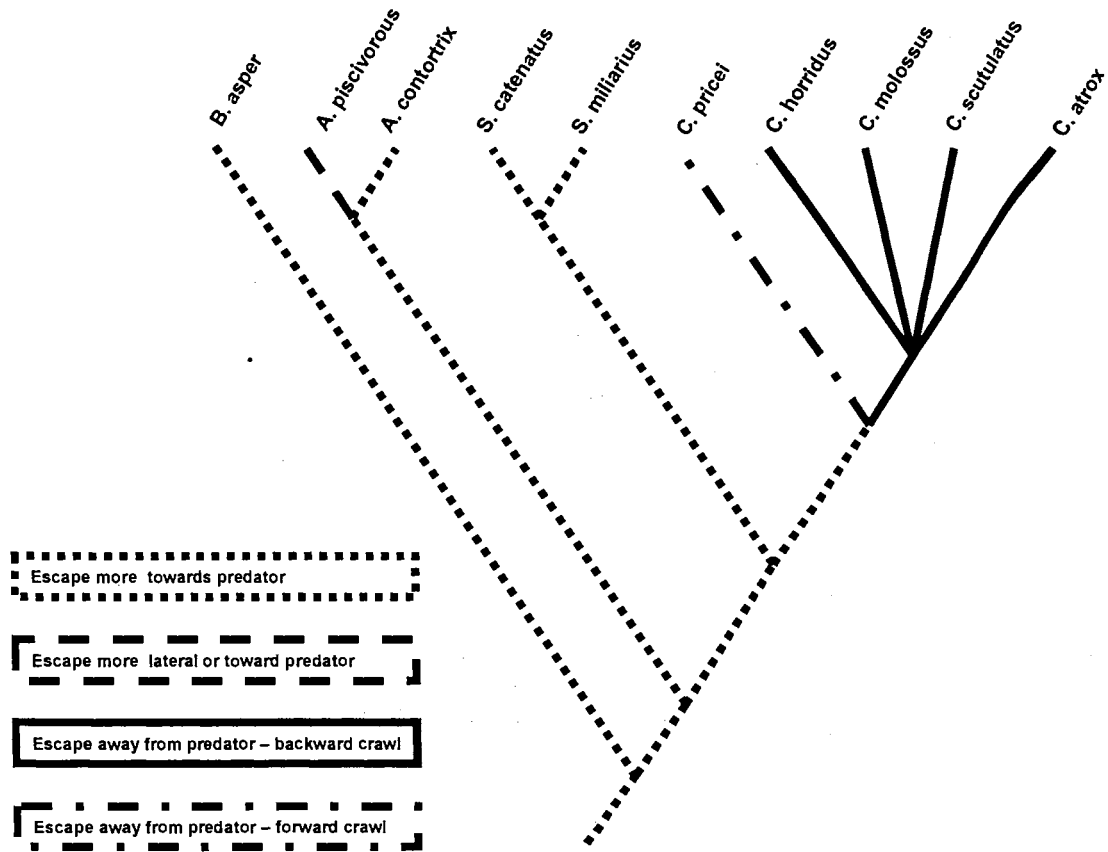 B. asper
A. piscivorous
A. contortrix
S. catenatus
S. miliarius
C. pricei
C. horridus
C. molossus
C. scutulatus
C. atrox
Escape more towards predator
Escape more lateral or toward predator
Escape away from predator – backward crawl
Escape away from predator – forward crawl